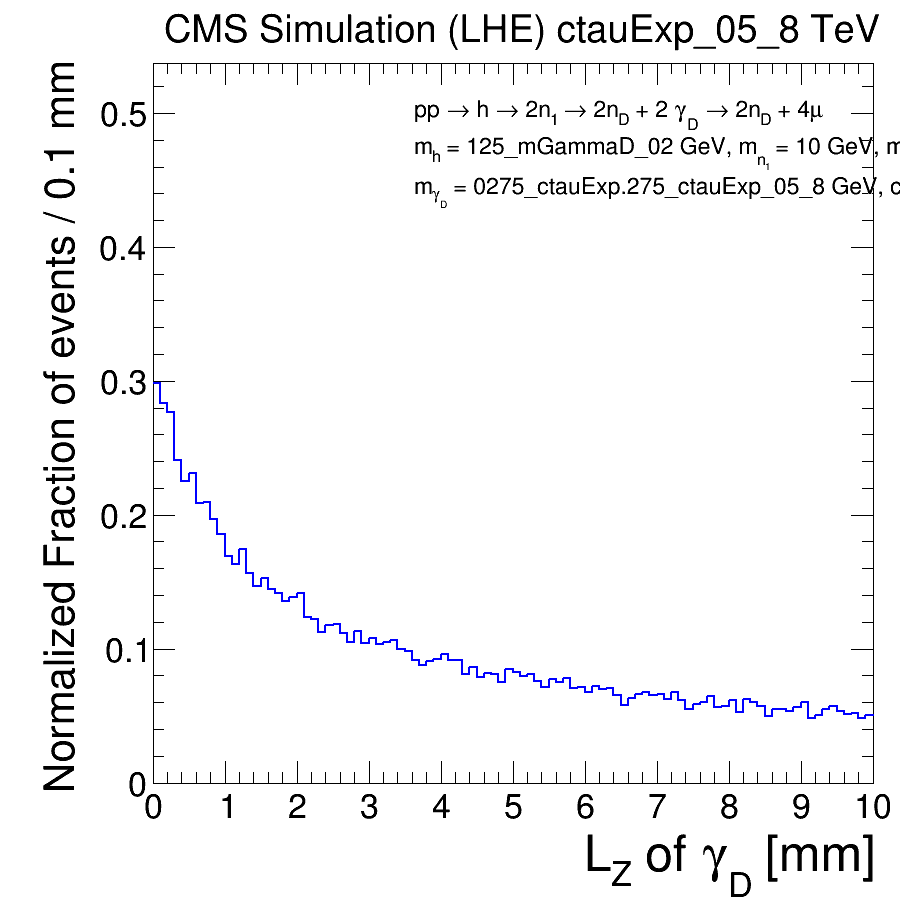 CMS Simulation (LHE) ctauExp_05_8 TeV
pp → h → 2n1 → 2nD + 2 γD → 2nD + 4μ
mh = 125_mGammaD_02 GeV, mn1 = 10 GeV, m
mγD = 0275_ctauExp.275_ctauExp_05_8 GeV, c
Normalized Fraction of events / 0.1 mm
0.5
0.4
0.3
0.2
0.1
0
0 1 2 3 4 5 6 7 8 9 10
LZ of γD [mm]